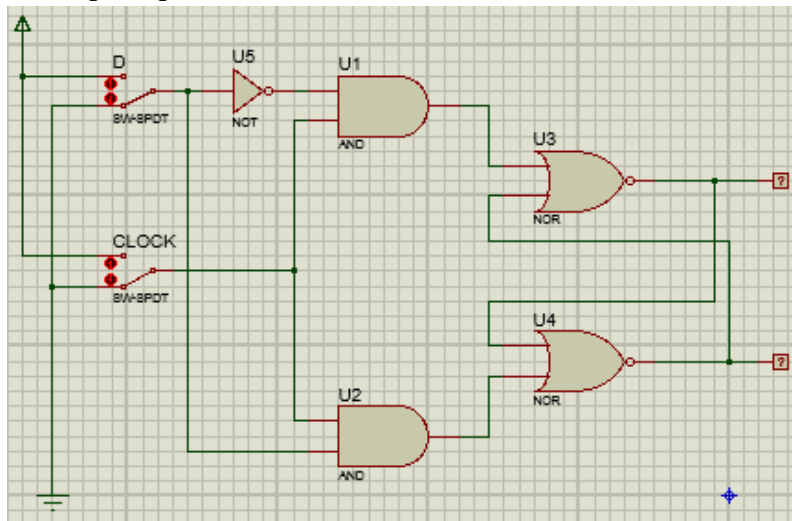 D
SW-SPDT
U5
NOT
U1
AND
U3
NOR
?
CLOCK
SW-SPDT
U4
NOR
?
U2
AND